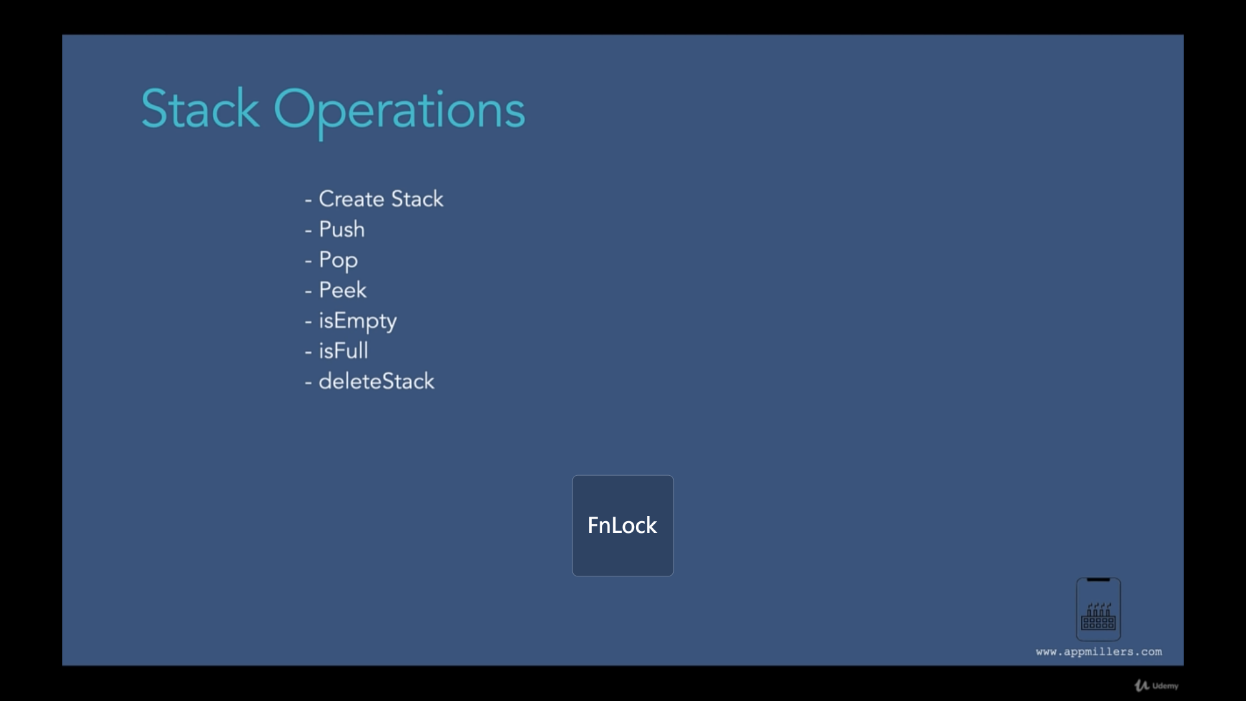 Stack Operations
- Create Stack
- Push
- Pop
- Peek
- isEmpty
- isFull
- deleteStack
FnLock
www.appmillers.com
Udemy